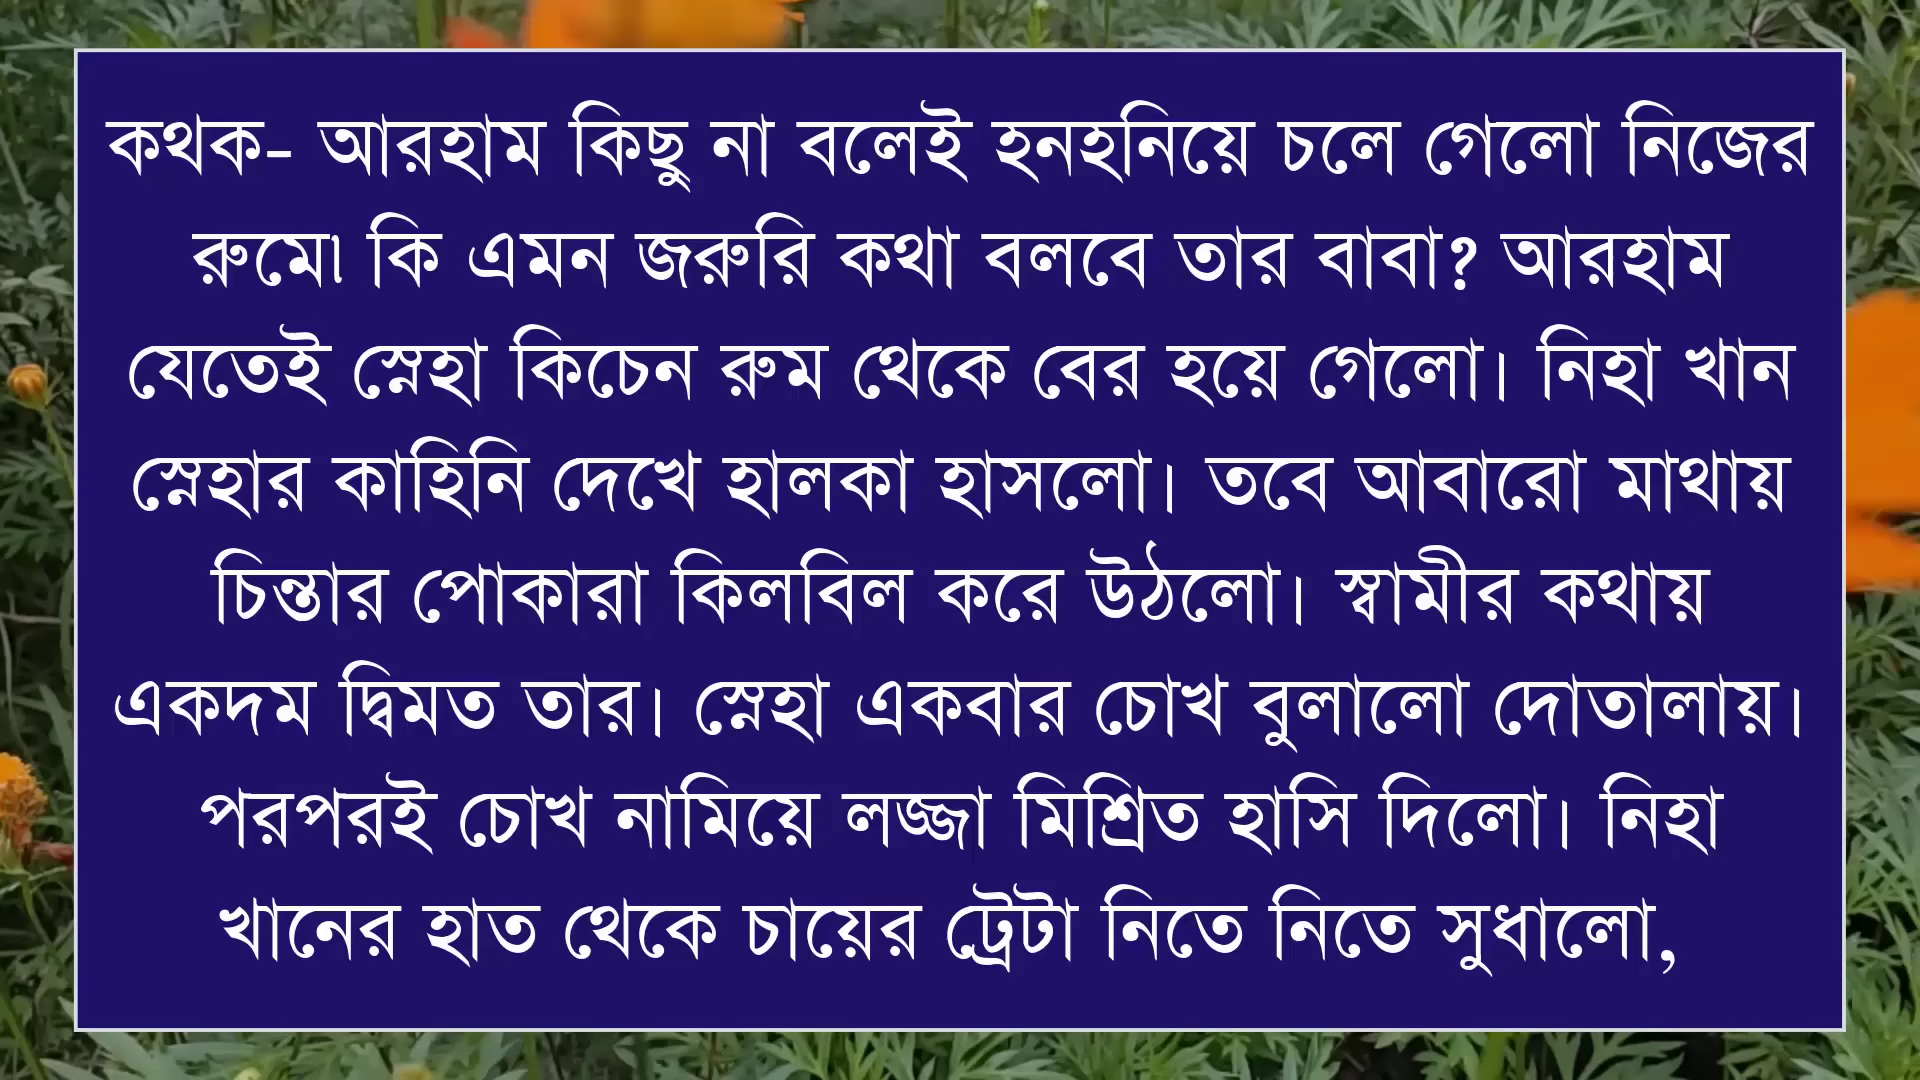 কথক- আরহাম কিছু না বলেই হনহনিয়ে চলে গেলো নিজের
রুমে৷ কি এমন জরুরি কথা বলবে তার বাবা? আরহাম
যেতেই স্নেহা কিচেন রুম থেকে বের হয়ে গেলো। নিহা খান
স্নেহার কাহিনি দেখে হালকা হাসলো। তবে আবারো মাথায়
চিন্তার পোকারা কিলবিল করে উঠলো। স্বামীর কথায়
একদম দ্বিমত তার। স্নেহা একবার চোখ বুলালো দোতালায়।
পরপরই চোখ নামিয়ে লজ্জা মিশ্রিত হাসি দিলো। নিহা
খানের হাত থেকে চায়ের ট্রেটা নিতে নিতে সুধালো,